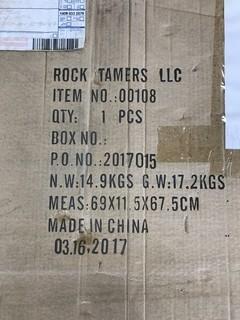 ROCK TAMERS LLC
ITEM NO.:00108
QTY: 1 PCS
BOX NO.:
P.O.NO.:2017015
N.W:14.9KGS G.W:17.2KGS
MEAS:69X11.5X67.5CM
MADE IN CHINA
03.16,2017